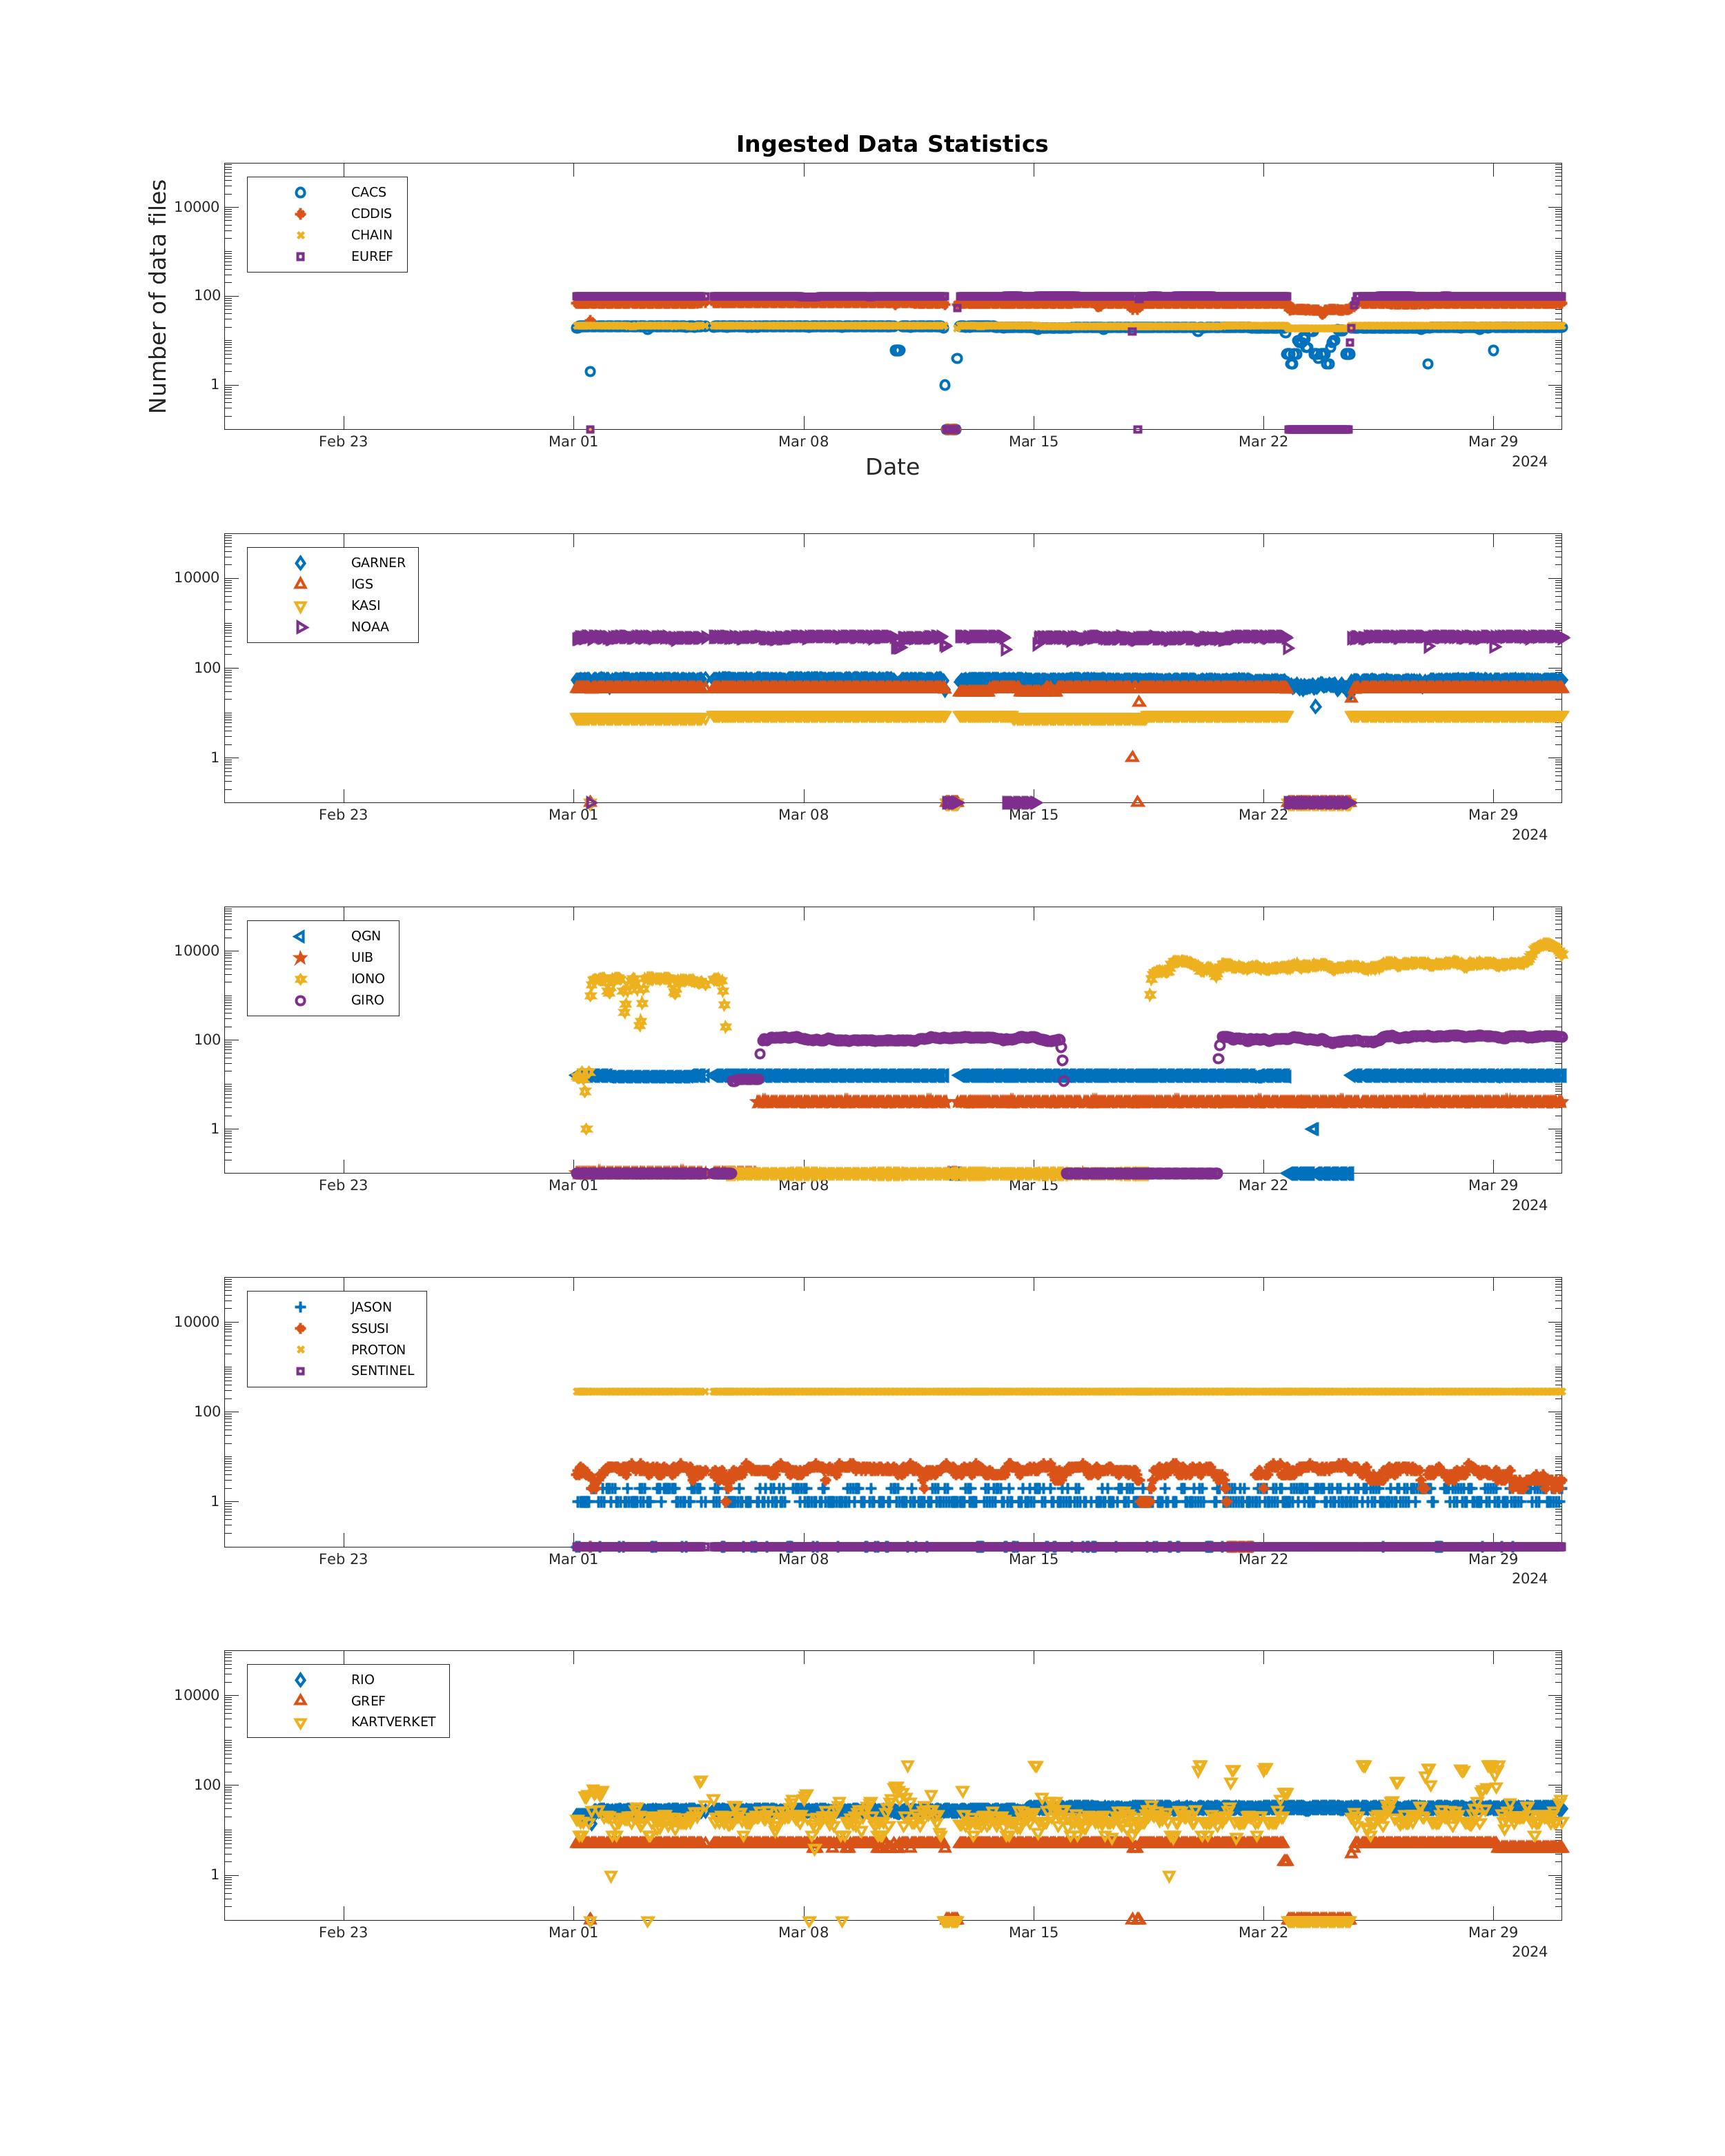 Ingested Data Statistics
Number of data files
10000
100
1
CACS
CDDIS
CHAIN
EUREF
Feb 23 Mar 01 Mar 08 Mar 15 Mar 22 Mar 29
2024
Date
10000
100
1
GARNER
IGS
KASI
NOAA
Feb 23 Mar 01 Mar 08 Mar 15 Mar 22 Mar 29
2024
10000
100
1
QGN
UIB
IONO
GIRO
Feb 23 Mar 01 Mar 08 Mar 15 Mar 22 Mar 29
2024
10000
100
1
JASON
SSUSI
PROTON
SENTINEL
Feb 23 Mar 01 Mar 08 Mar 15 Mar 22 Mar 29
2024
10000
100
1
RIO
GREF
KARTVERKET
Feb 23 Mar 01 Mar 08 Mar 15 Mar 22 Mar 29
2024